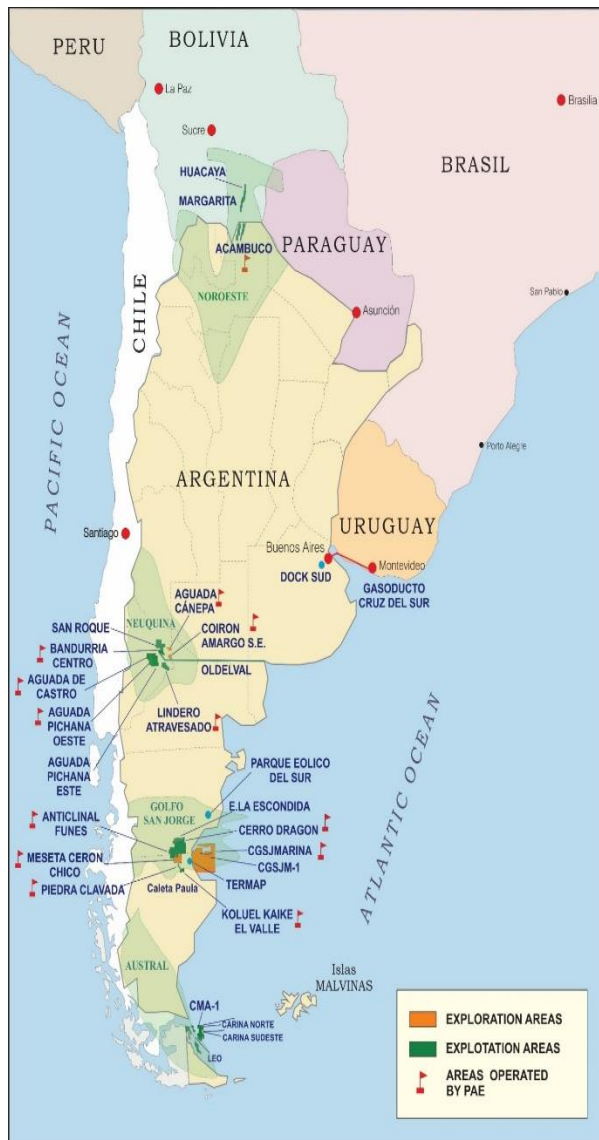 PERU
BOLIVIA
La Paz
Sucre
Brasilia
BRASIL
HUACAYA
MARGARITA
ACAMBUCO
PARAGUAY
NOROESTE
CHILE
Asunción
San Pablo
PACIFIC OCEAN
Porto Alegre
ARGENTINA
URUGUAY
Santiago
Buenos Aires
Montevideo
DOCK SUD
GASODUCTO
CRUZ DEL SUR
AGUADA
CÁNEPA
NEUQUINA
SAN ROQUE
COIRON
AMARGO S.E.
BANDURRIA
CENTRO
OLDELVAL
AGUADA DE
CASTRO
AGUADA
PICHANA
OESTE
LINDERO
ATRAVESADO
AGUADA
PICHANA
ESTE
PARQUE EOLICO
DEL SUR
ATLANTIC OCEAN
GOLFO
SAN JORGE
E.LA ESCONDIDA
ANTICLINAL
FUNES
CERRO DRAGON
CGSJMARINA
MESETA CERON
CHICO
CGSJM-1
PIEDRA CLAVADA
Caleta Paula
TERMAP
KOLUEL KAIKE
EL VALLE
AUSTRAL
Islas
MALVINAS
CMA-1
CARINA NORTE
CARINA SUDESTE
LEO
EXPLORATION AREAS
EXPLOTATION AREAS
AREAS OPERATED
BY PAE